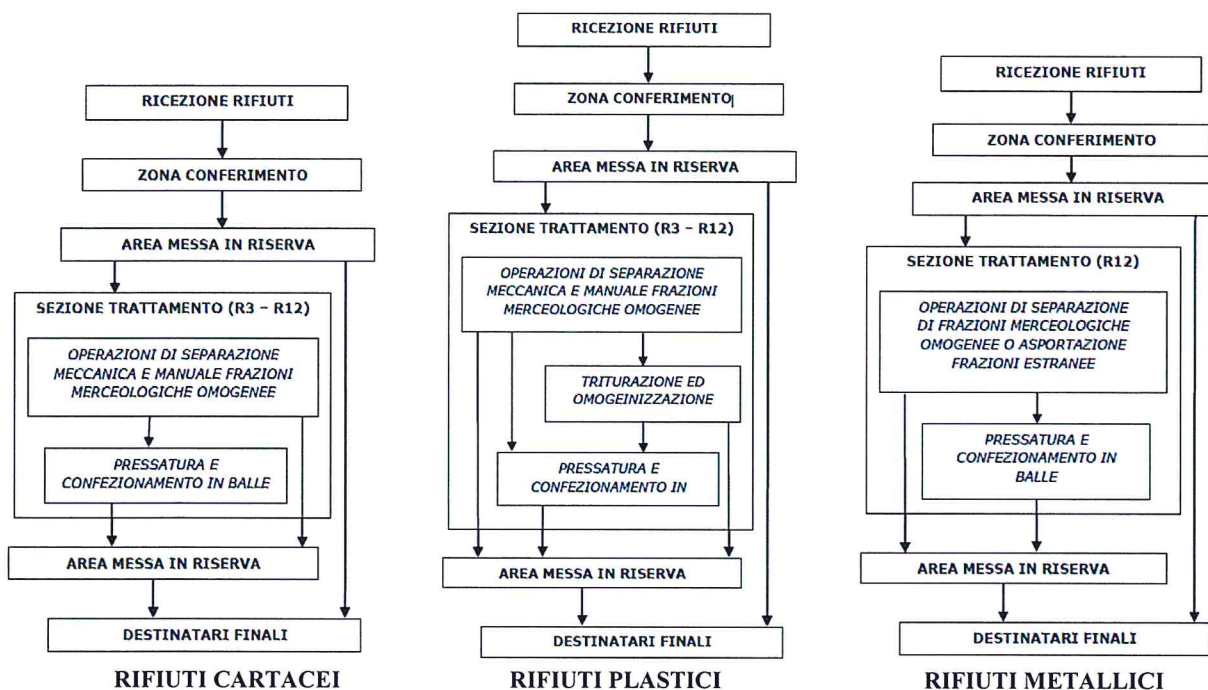 RICEZIONE RIFIUTI
ZONA CONFERIMENTO
AREA MESSA IN RISERVA
SEZIONE TRATTAMENTO (R3 – R12)
OPERAZIONI DI SEPARAZIONE
MECCANICA E MANUALE FRAZIONI
MERCEOLOGICHE OMOGENEE
PRESSATURA E
CONFEZIONAMENTO IN BALLE
AREA MESSA IN RISERVA
DESTINATARI FINALI
RIFIUTI CARTACEI
RICEZIONE RIFIUTI
ZONA CONFERIMENTO
AREA MESSA IN RISERVA
SEZIONE TRATTAMENTO (R3 – R12)
OPERAZIONI DI SEPARAZIONE
MECCANICA E MANUALE FRAZIONI
MERCEOLOGICHE OMOGENEE
TRITURAZIONE ED
OMOGEINIZZAZIONE
PRESSATURA E
CONFEZIONAMENTO IN
AREA MESSA IN RISERVA
DESTINATARI FINALI
RIFIUTI PLASTICI
RICEZIONE RIFIUTI
ZONA CONFERIMENTO
AREA MESSA IN RISERVA
SEZIONE TRATTAMENTO (R12)
OPERAZIONI DI SEPARAZIONE
DI FRAZIONI MERCEOLOGICHE
OMOGENEE O ASPORTAZIONE
FRAZIONI ESTRANEE
PRESSATURA E
CONFEZIONAMENTO IN
BALLE
AREA MESSA IN RISERVA
DESTINATARI FINALI
RIFIUTI METALLICI